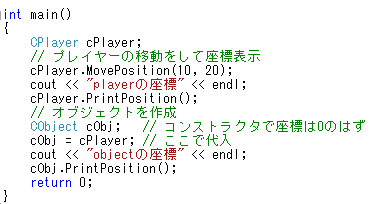 int main()
{
CPlayer cPlayer;
// プレイヤーの移動をして座標表示
cPlayer.MovePosition(10, 20);
cout << "playerの座標" << endl;
cPlayer.PrintPosition();
// オブジェクトを作成
CObject cObj;  // コンストラクタで座標は0のはず
cObj = cPlayer; // ここで代入
cout << "objectの座標" << endl;
cObj.PrintPosition();
return 0;
}